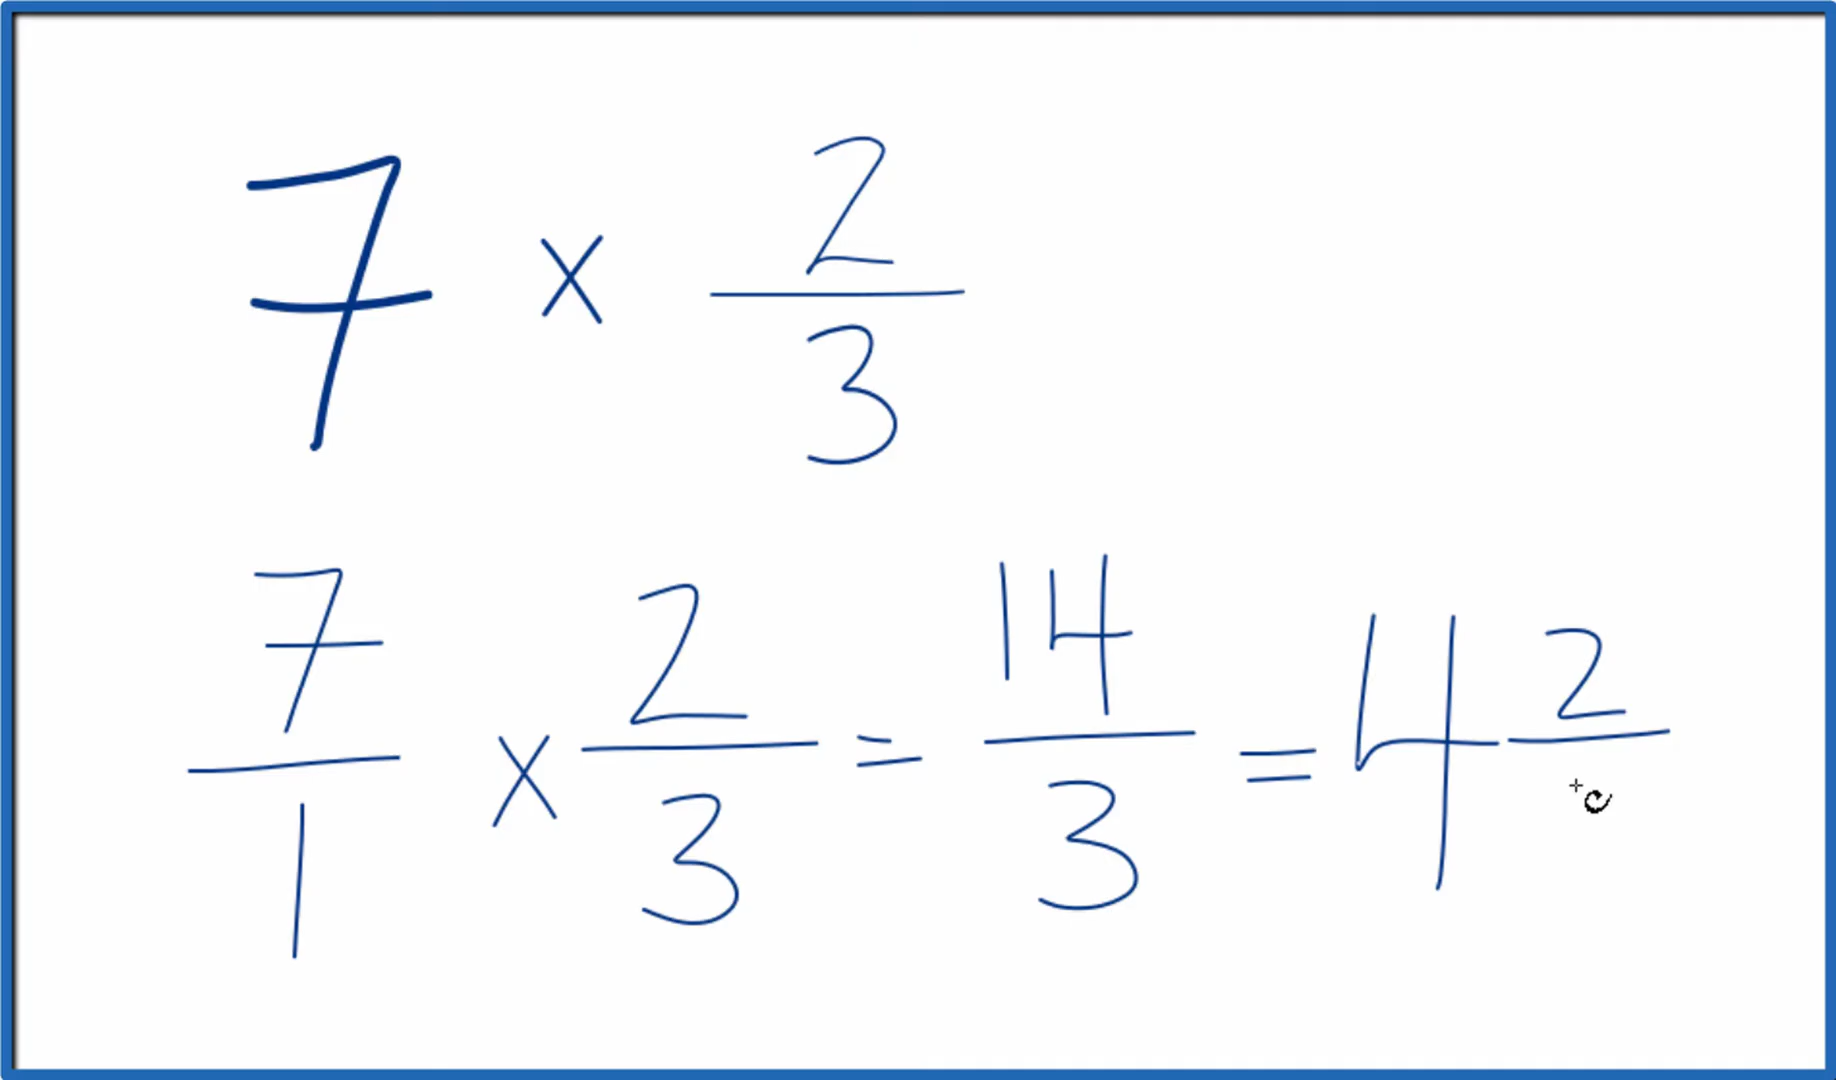 7 × 2/3
7/1 × 2/3 = 14/3 = 4 2/